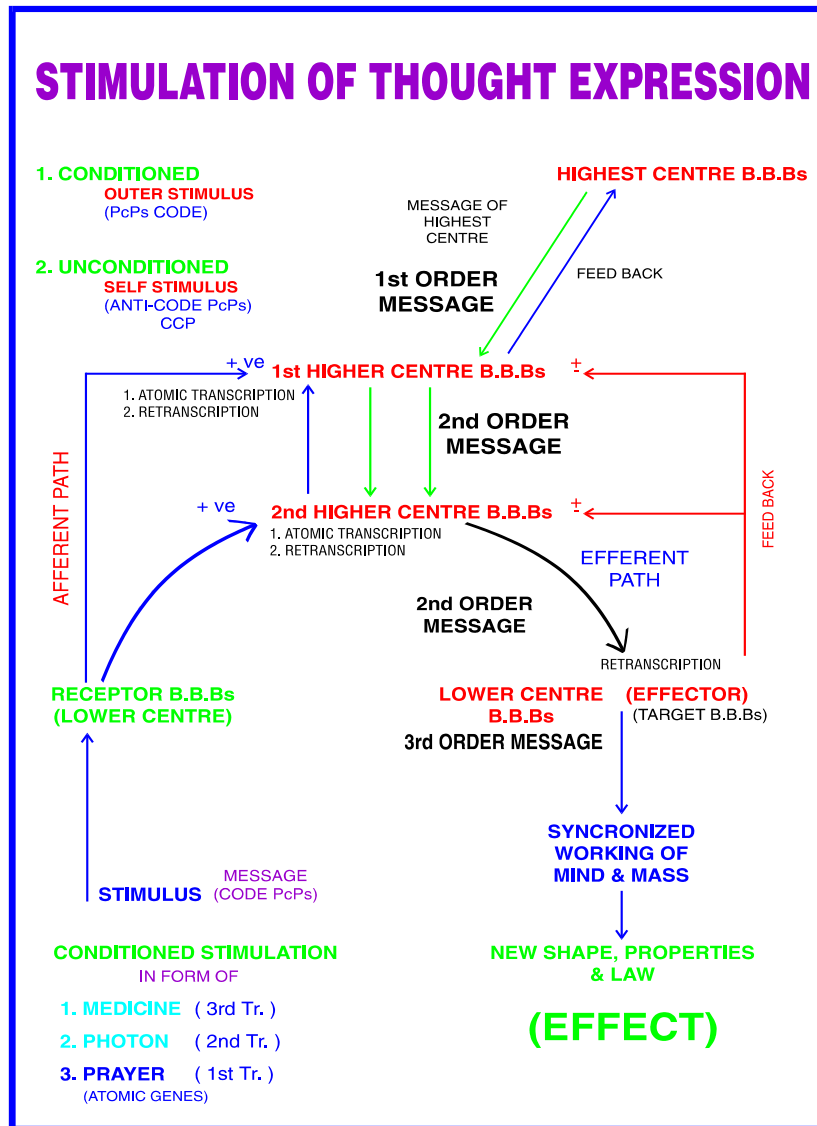 STIMULATION OF THOUGHT EXPRESSION
1. CONDITIONED
OUTER STIMULUS
(PcPs CODE)
HIGHEST CENTRE B.B.Bs
MESSAGE OF
HIGHEST
CENTRE
1st ORDER
MESSAGE
FEED BACK
2. UNCONDITIONED
SELF STIMULUS
(ANTI-CODE PcPs)
CCP
+ ve
1st HIGHER CENTRE B.B.Bs
+
-
1. ATOMIC TRANSCRIPTION
2. RETRANSCRIPTION
2nd ORDER
MESSAGE
AFFERENT PATH
FEED BACK
+ ve
2nd HIGHER CENTRE B.B.Bs
+
-
1. ATOMIC TRANSCRIPTION
2. RETRANSCRIPTION
EFFERENT
PATH
2nd ORDER
MESSAGE
RETRANSCRIPTION
RECEPTOR B.B.Bs
(LOWER CENTRE)
LOWER CENTRE (EFFECTOR)
B.B.Bs (TARGET B.B.Bs)
3rd ORDER MESSAGE
SYNCRONIZED
WORKING OF
MIND & MASS
STIMULUS
MESSAGE
(CODE PcPs)
CONDITIONED STIMULATION
IN FORM OF
1. MEDICINE ( 3rd Tr. )
2. PHOTON ( 2nd Tr. )
3. PRAYER ( 1st Tr. )
(ATOMIC GENES)
NEW SHAPE, PROPERTIES
& LAW
(EFFECT)